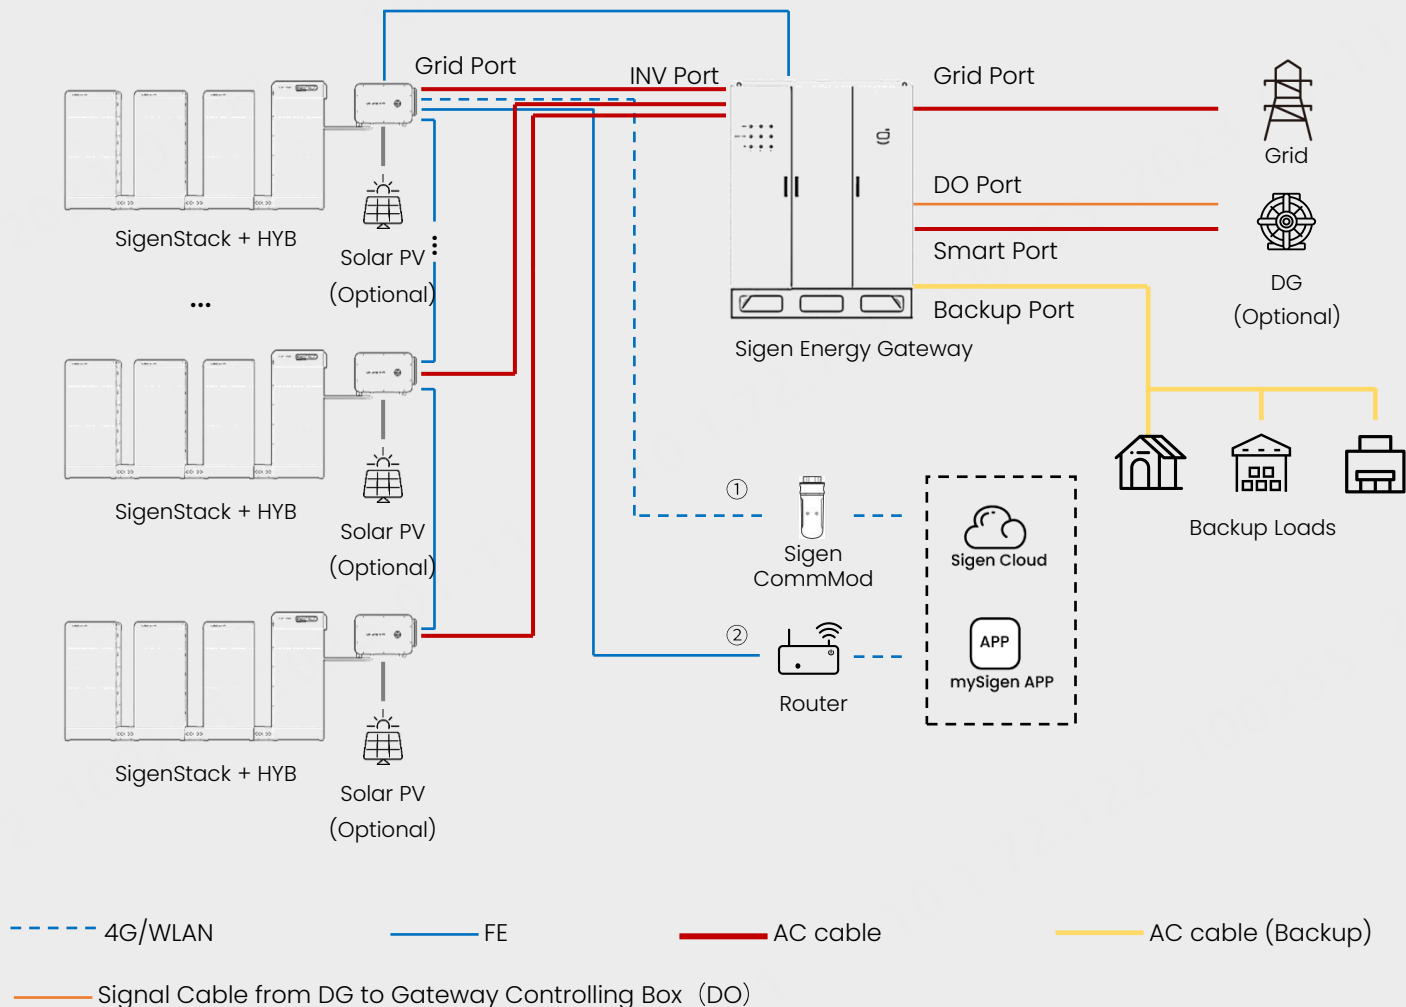 Grid Port
INV Port
Grid Port
Grid
DO Port
SigenStack + HYB
Solar PV
(Optional)
Smart Port
DG
(Optional)
...
Backup Port
Sigen Energy Gateway
SigenStack + HYB
Solar PV
(Optional)
①
Sigen
CommMod
Sigen Cloud
Backup Loads
②
Router
APP
mySigen APP
SigenStack + HYB
Solar PV
(Optional)
4G/WLAN
FE
AC cable
AC cable (Backup)
Signal Cable from DG to Gateway Controlling Box（DO）